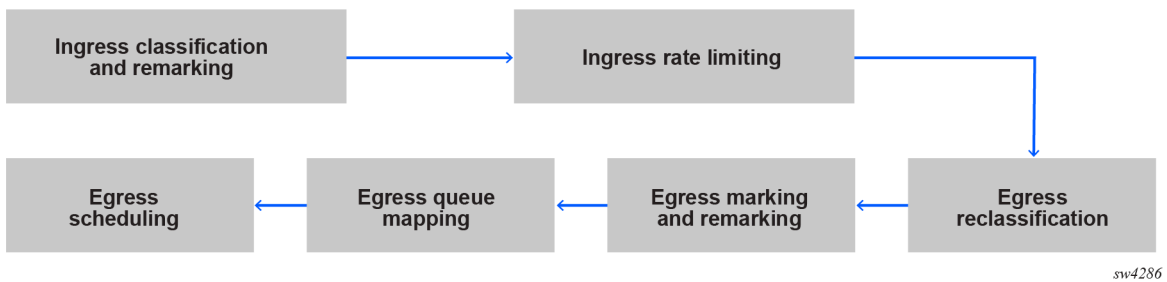 Ingress classification
and remarking
Ingress rate limiting
Egress
reclassification
Egress marking
and remarking
Egress queue
mapping
Egress
scheduling
sw4286